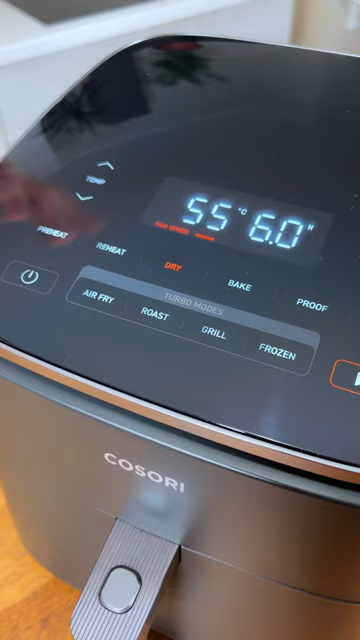 TEMP
55 °C 6.0 H
FAN SPEED
PREHEAT
REHEAT
DRY
BAKE
PROOF
TURBO MODES
AIR FRY
ROAST
GRILL
FROZEN
COSORI